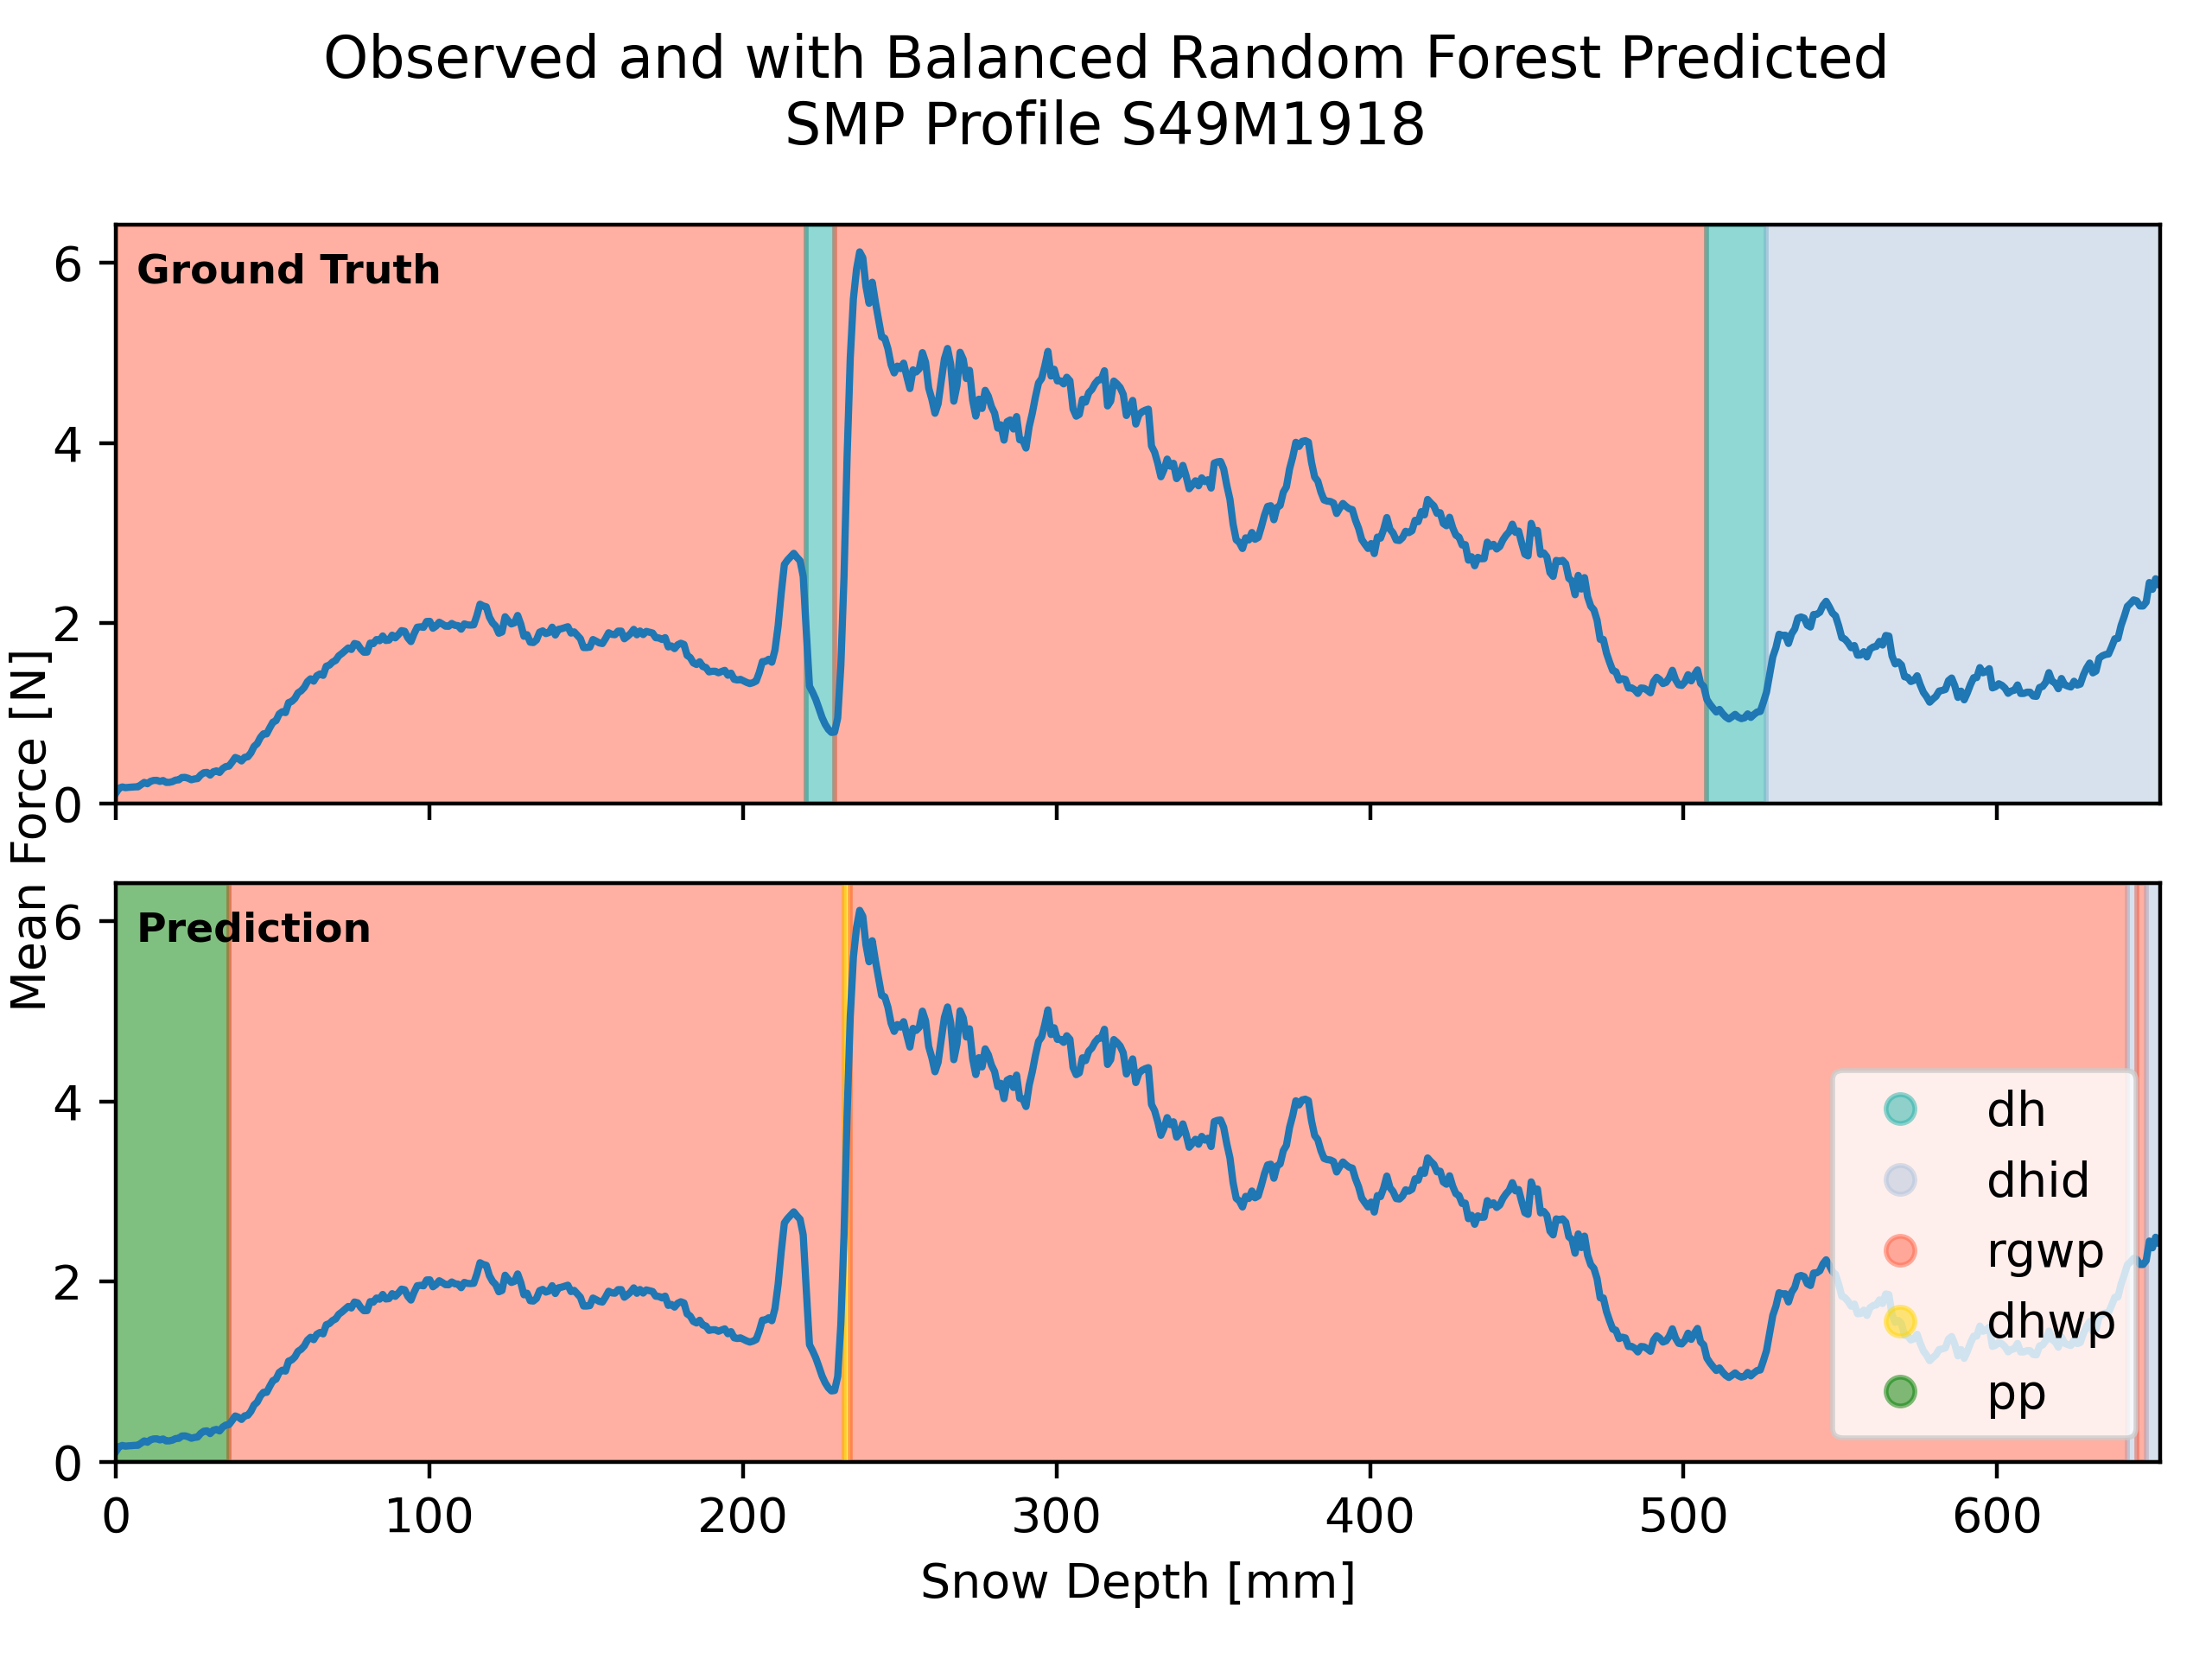 Observed and with Balanced Random Forest Predicted
SMP Profile S49M1918
Ground Truth
6
4
2
0
Mean Force [N]
Prediction
6
4
2
0
dh
dhid
rgwp
dhwp
pp
0 100 200 300 400 500 600
Snow Depth [mm]